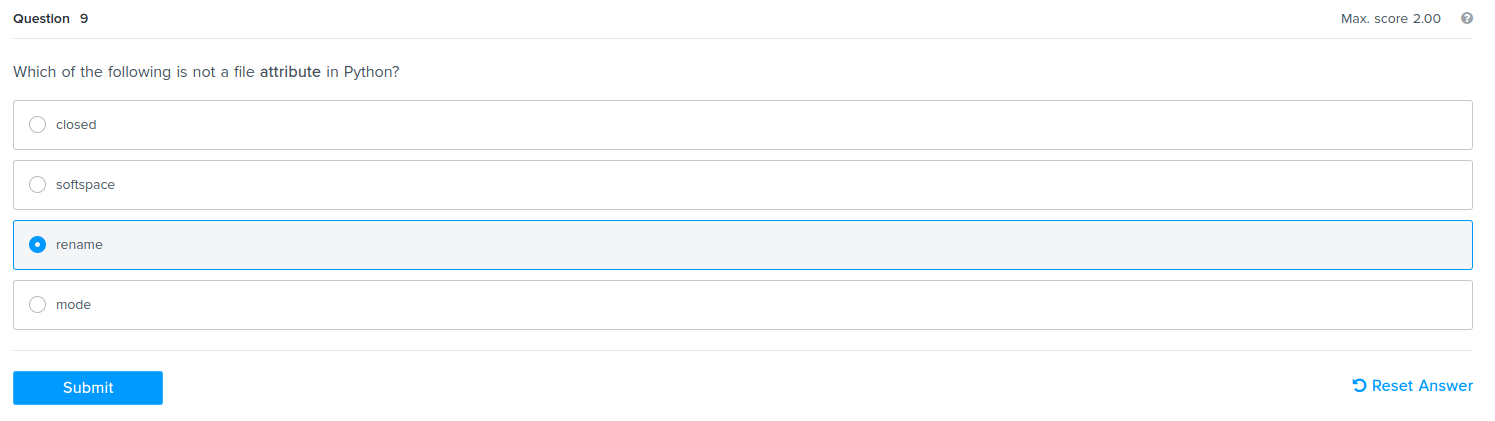 Question 9
Max. score 2.00
?
Which of the following is not a file attribute in Python?
closed
softspace
rename
mode
Submit
Reset Answer